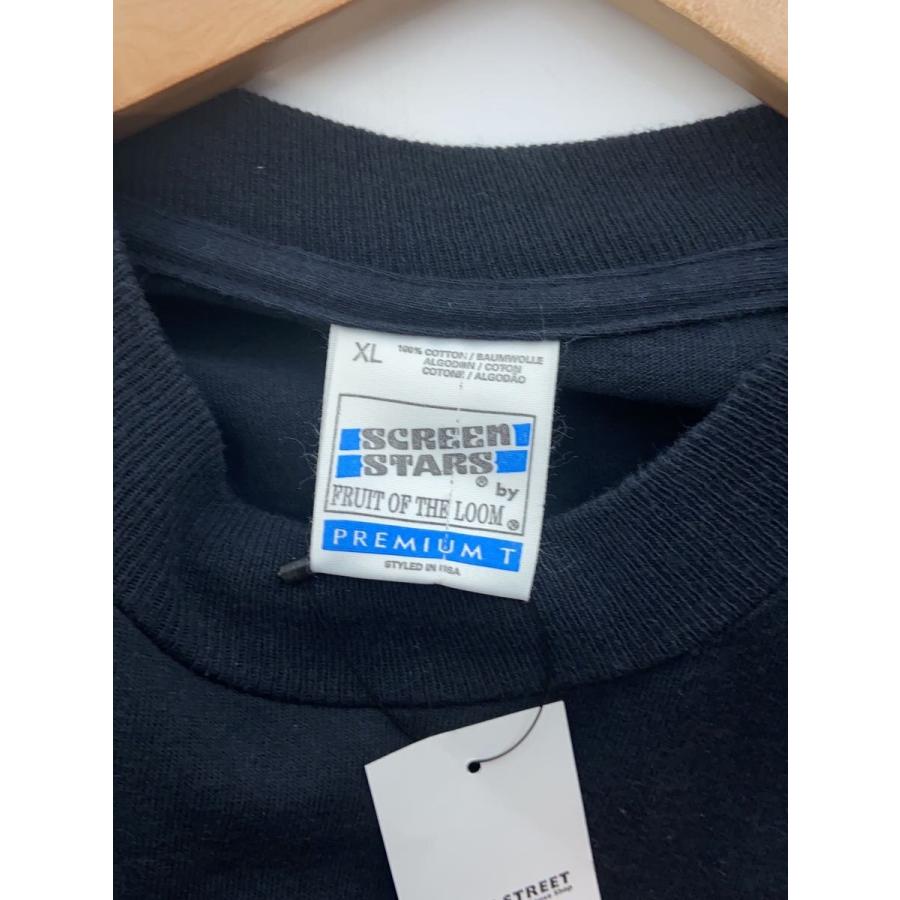 XL
100% COTTON / BAUMWOLLE
ALGODON / COTON
COTONE / ALGODÃO
SCREEN
STARS ® by
FRUIT OF THE LOOM ®
PREMIUM T
STYLED IN USA
STREET